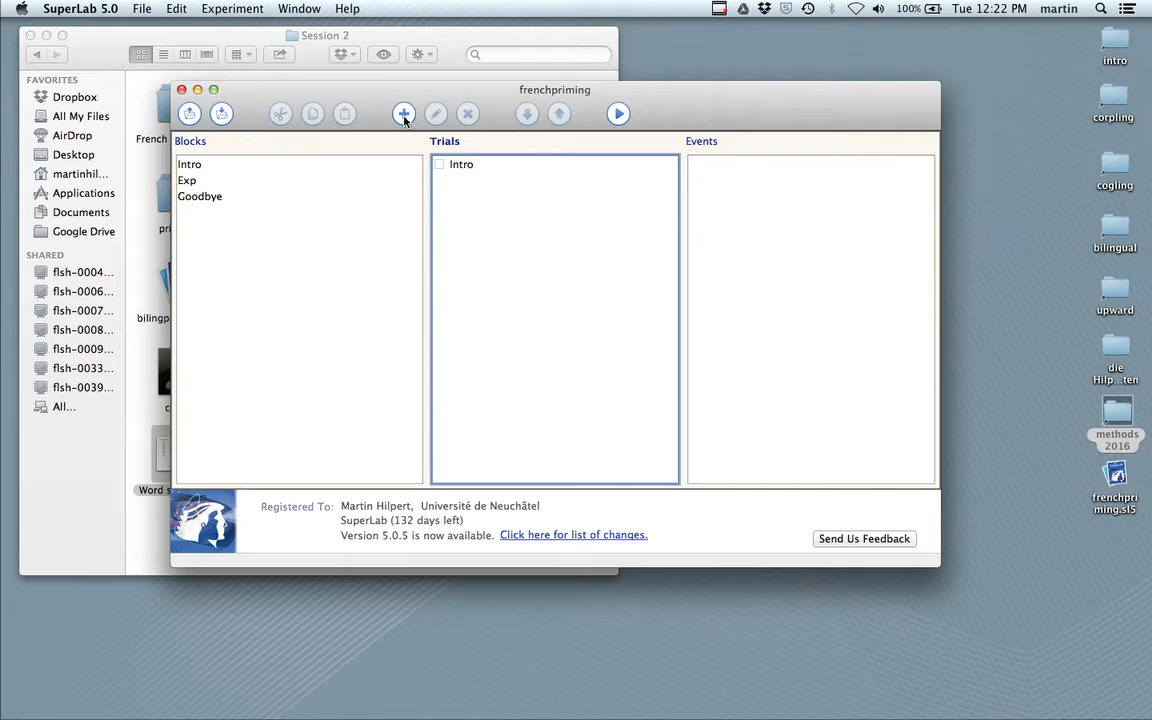 SuperLab 5.0 File Edit Experiment Window Help 100% Tue 12:22 PM martin
Session 2
FAVORITES
Dropbox
All My Files
AirDrop
Desktop
martinhil...
Applications
Documents
Google Drive
SHARED
flsh-0004...
flsh-0006...
flsh-0007...
flsh-0008...
flsh-0009...
flsh-0033...
flsh-0039...
All...
French
pri
bilingp
c
Word s
frenchpriming
Blocks
Intro
Exp
Goodbye
Trials
Intro
Events
Registered To: Martin Hilpert, Université de Neuchâtel
SuperLab (132 days left)
Version 5.0.5 is now available. Click here for list of changes.
Send Us Feedback
intro
corpling
cogling
bilingual
upward
die
Hilp...ten
methods
2016
frenchpri
ming.sl5